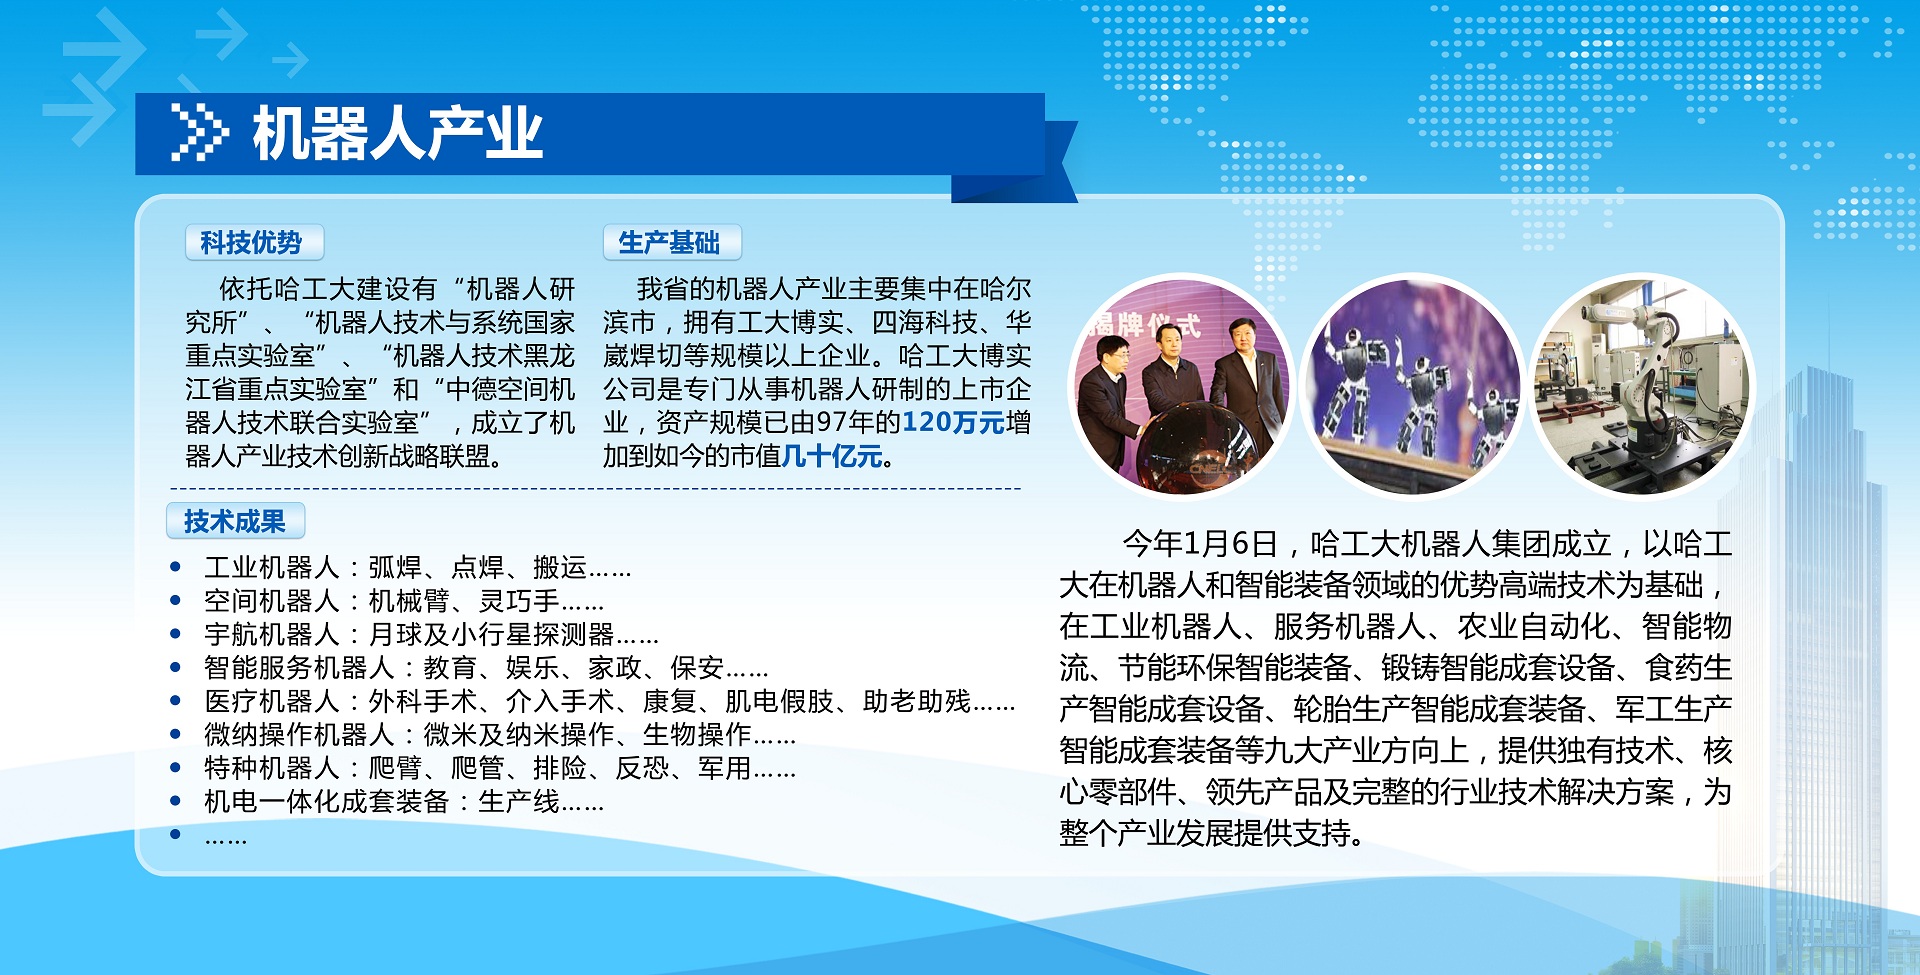 机器人产业
科技优势
依托哈工大建设有“机器人研
究所”、“机器人技术与系统国家
重点实验室”、“机器人技术黑龙
江省重点实验室”和“中德空间机
器人技术联合实验室”，成立了机
器人产业技术创新战略联盟。
生产基础
我省的机器人产业主要集中在哈尔
滨市，拥有工大博实、四海科技、华
崴焊切等规模以上企业。哈工大博实
公司是专门从事机器人研制的上市企
业，资产规模已由97年的120万元增
加到如今的市值几十亿元。
技术成果
• 工业机器人：弧焊、点焊、搬运……
• 空间机器人：机械臂、灵巧手……
• 宇航机器人：月球及小行星探测器……
• 智能服务机器人：教育、娱乐、家政、保安……
• 医疗机器人：外科手术、介入手术、康复、肌电假肢、助老助残……
• 微纳操作机器人：微米及纳米操作、生物操作……
• 特种机器人：爬臂、爬管、排险、反恐、军用……
• 机电一体化成套装备：生产线……
• ……
揭牌仪式
今年1月6日，哈工大机器人集团成立，以哈工
大在机器人和智能装备领域的优势高端技术为基础，
在工业机器人、服务机器人、农业自动化、智能物
流、节能环保智能装备、锻铸智能成套设备、食药生
产智能成套设备、轮胎生产智能成套装备、军工生产
智能成套装备等九大产业方向上，提供独有技术、核
心零部件、领先产品及完整的行业技术解决方案，为
整个产业发展提供支持。